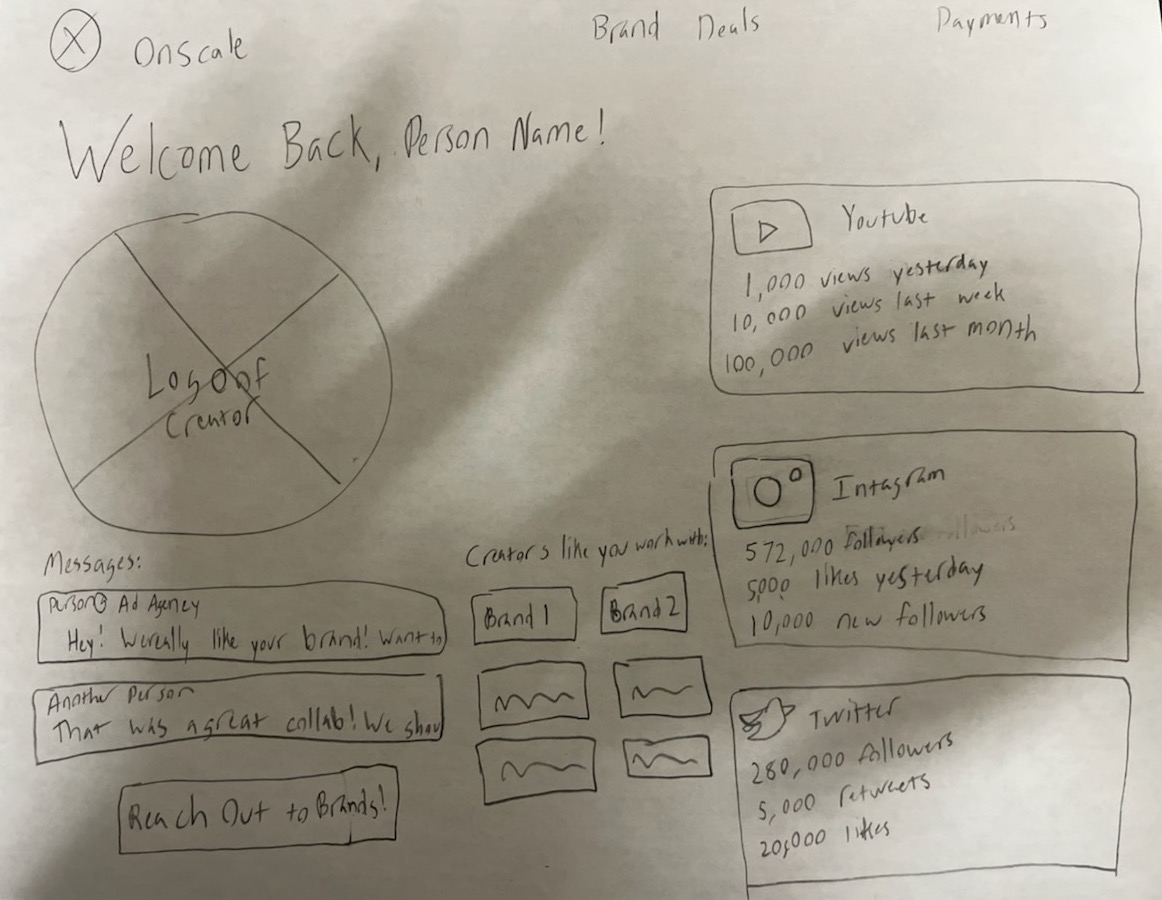 Onscale
Brand Deals
Payments
Welcome Back, Person Name!
Logo of
Creator
Youtube
1,000 views yesterday
10,000 views last week
100,000 views last month
Intagram
572,000 followers
5000 likes yesterday
10,000 new followers
Twitter
280,000 followers
5,000 retweets
20,000 likes
Messages:
Person@ Ad Agency
Hey! We really like your brand! Want to
Another Person
That was a great collab! We shou
Reach Out to Brands!
Creators like you work with:
Brand 1
Brand 2